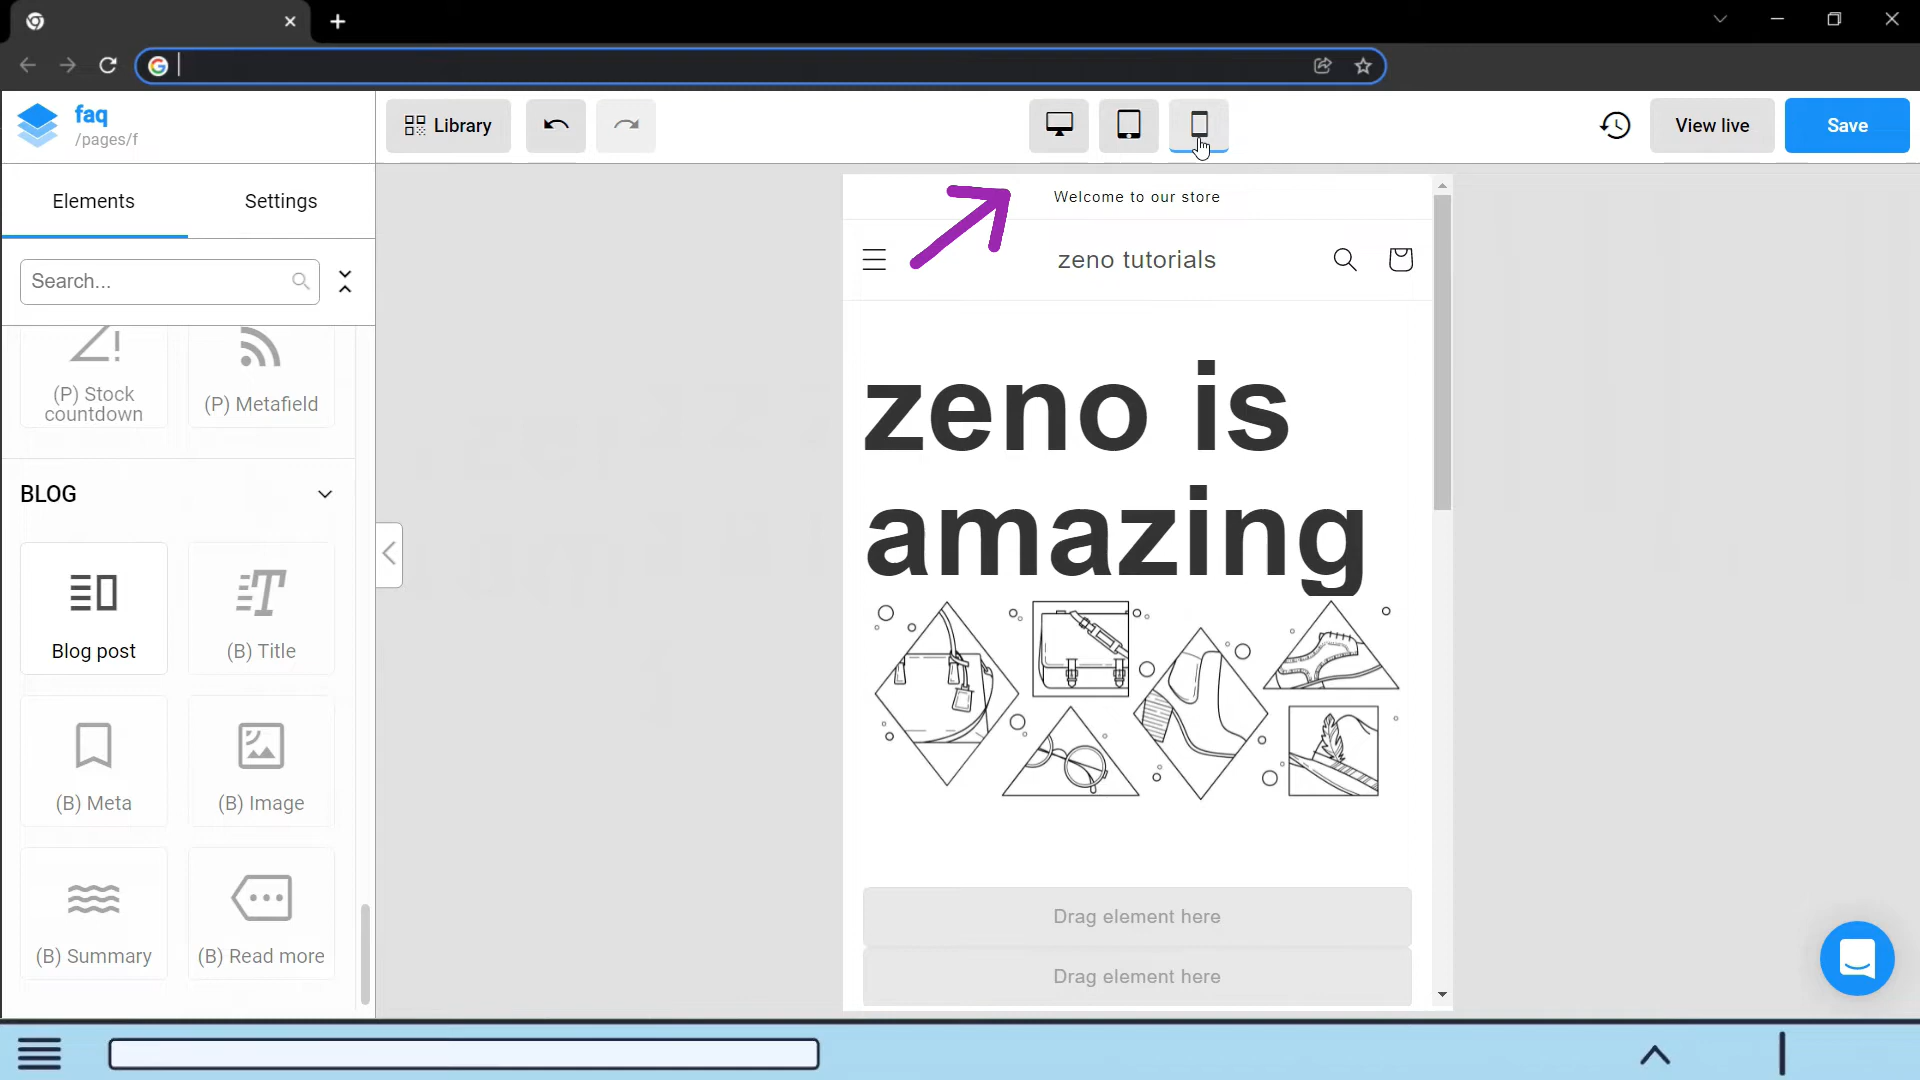 faq
/pages/f
Library
View live
Save
Elements
Settings
Search...
(P) Stock
countdown
(P) Metafield
BLOG
Blog post
(B) Title
(B) Meta
(B) Image
(B) Summary
(B) Read more
Welcome to our store
zeno tutorials
zeno is
amazing
Drag element here
Drag element here